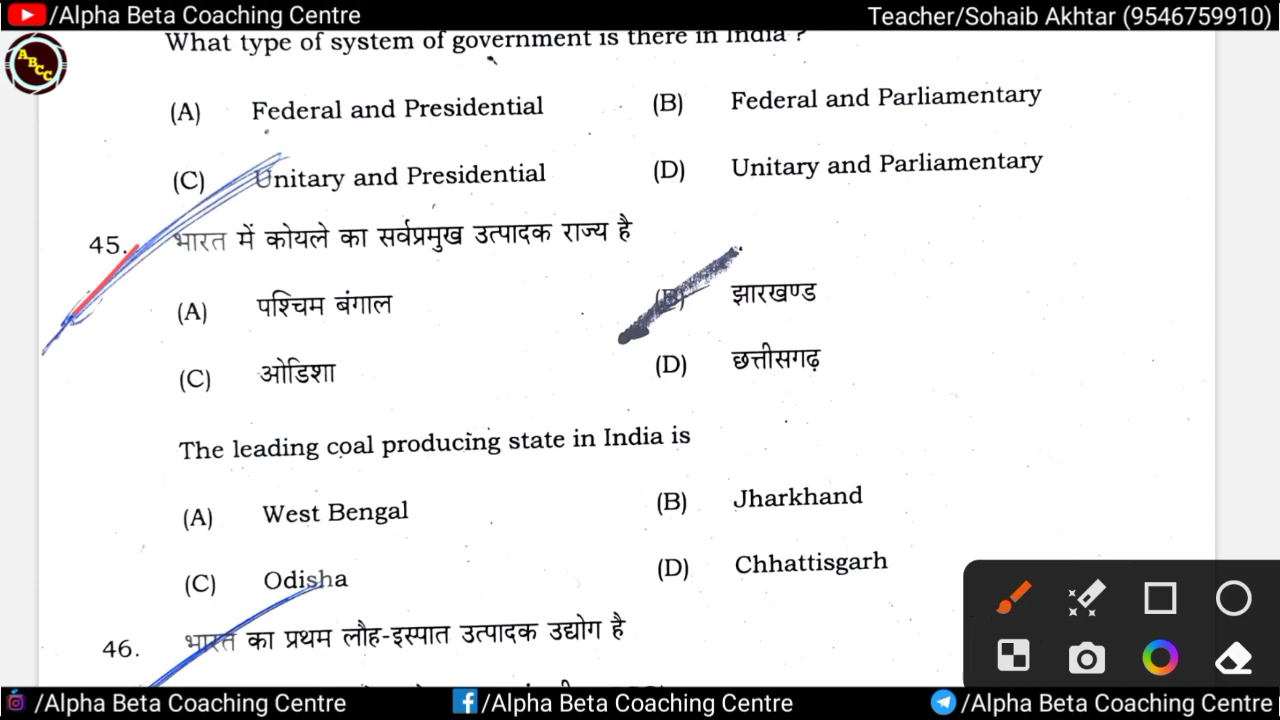 /Alpha Beta Coaching Centre
Teacher/Sohaib Akhtar (9546759910)
ABCC
What type of system of government is there in India ?
(A) Federal and Presidential (B) Federal and Parliamentary
(C) Unitary and Presidential (D) Unitary and Parliamentary
45. भारत में कोयले का सर्वप्रमुख उत्पादक राज्य है
(A) पश्चिम बंगाल (B) झारखण्ड
(C) ओडिशा (D) छत्तीसगढ़
The leading coal producing state in India is
(A) West Bengal (B) Jharkhand
(C) Odisha (D) Chhattisgarh
46. भारत का प्रथम लौह-इस्पात उत्पादक उद्योग है
/Alpha Beta Coaching Centre /Alpha Beta Coaching Centre /Alpha Beta Coaching Centre